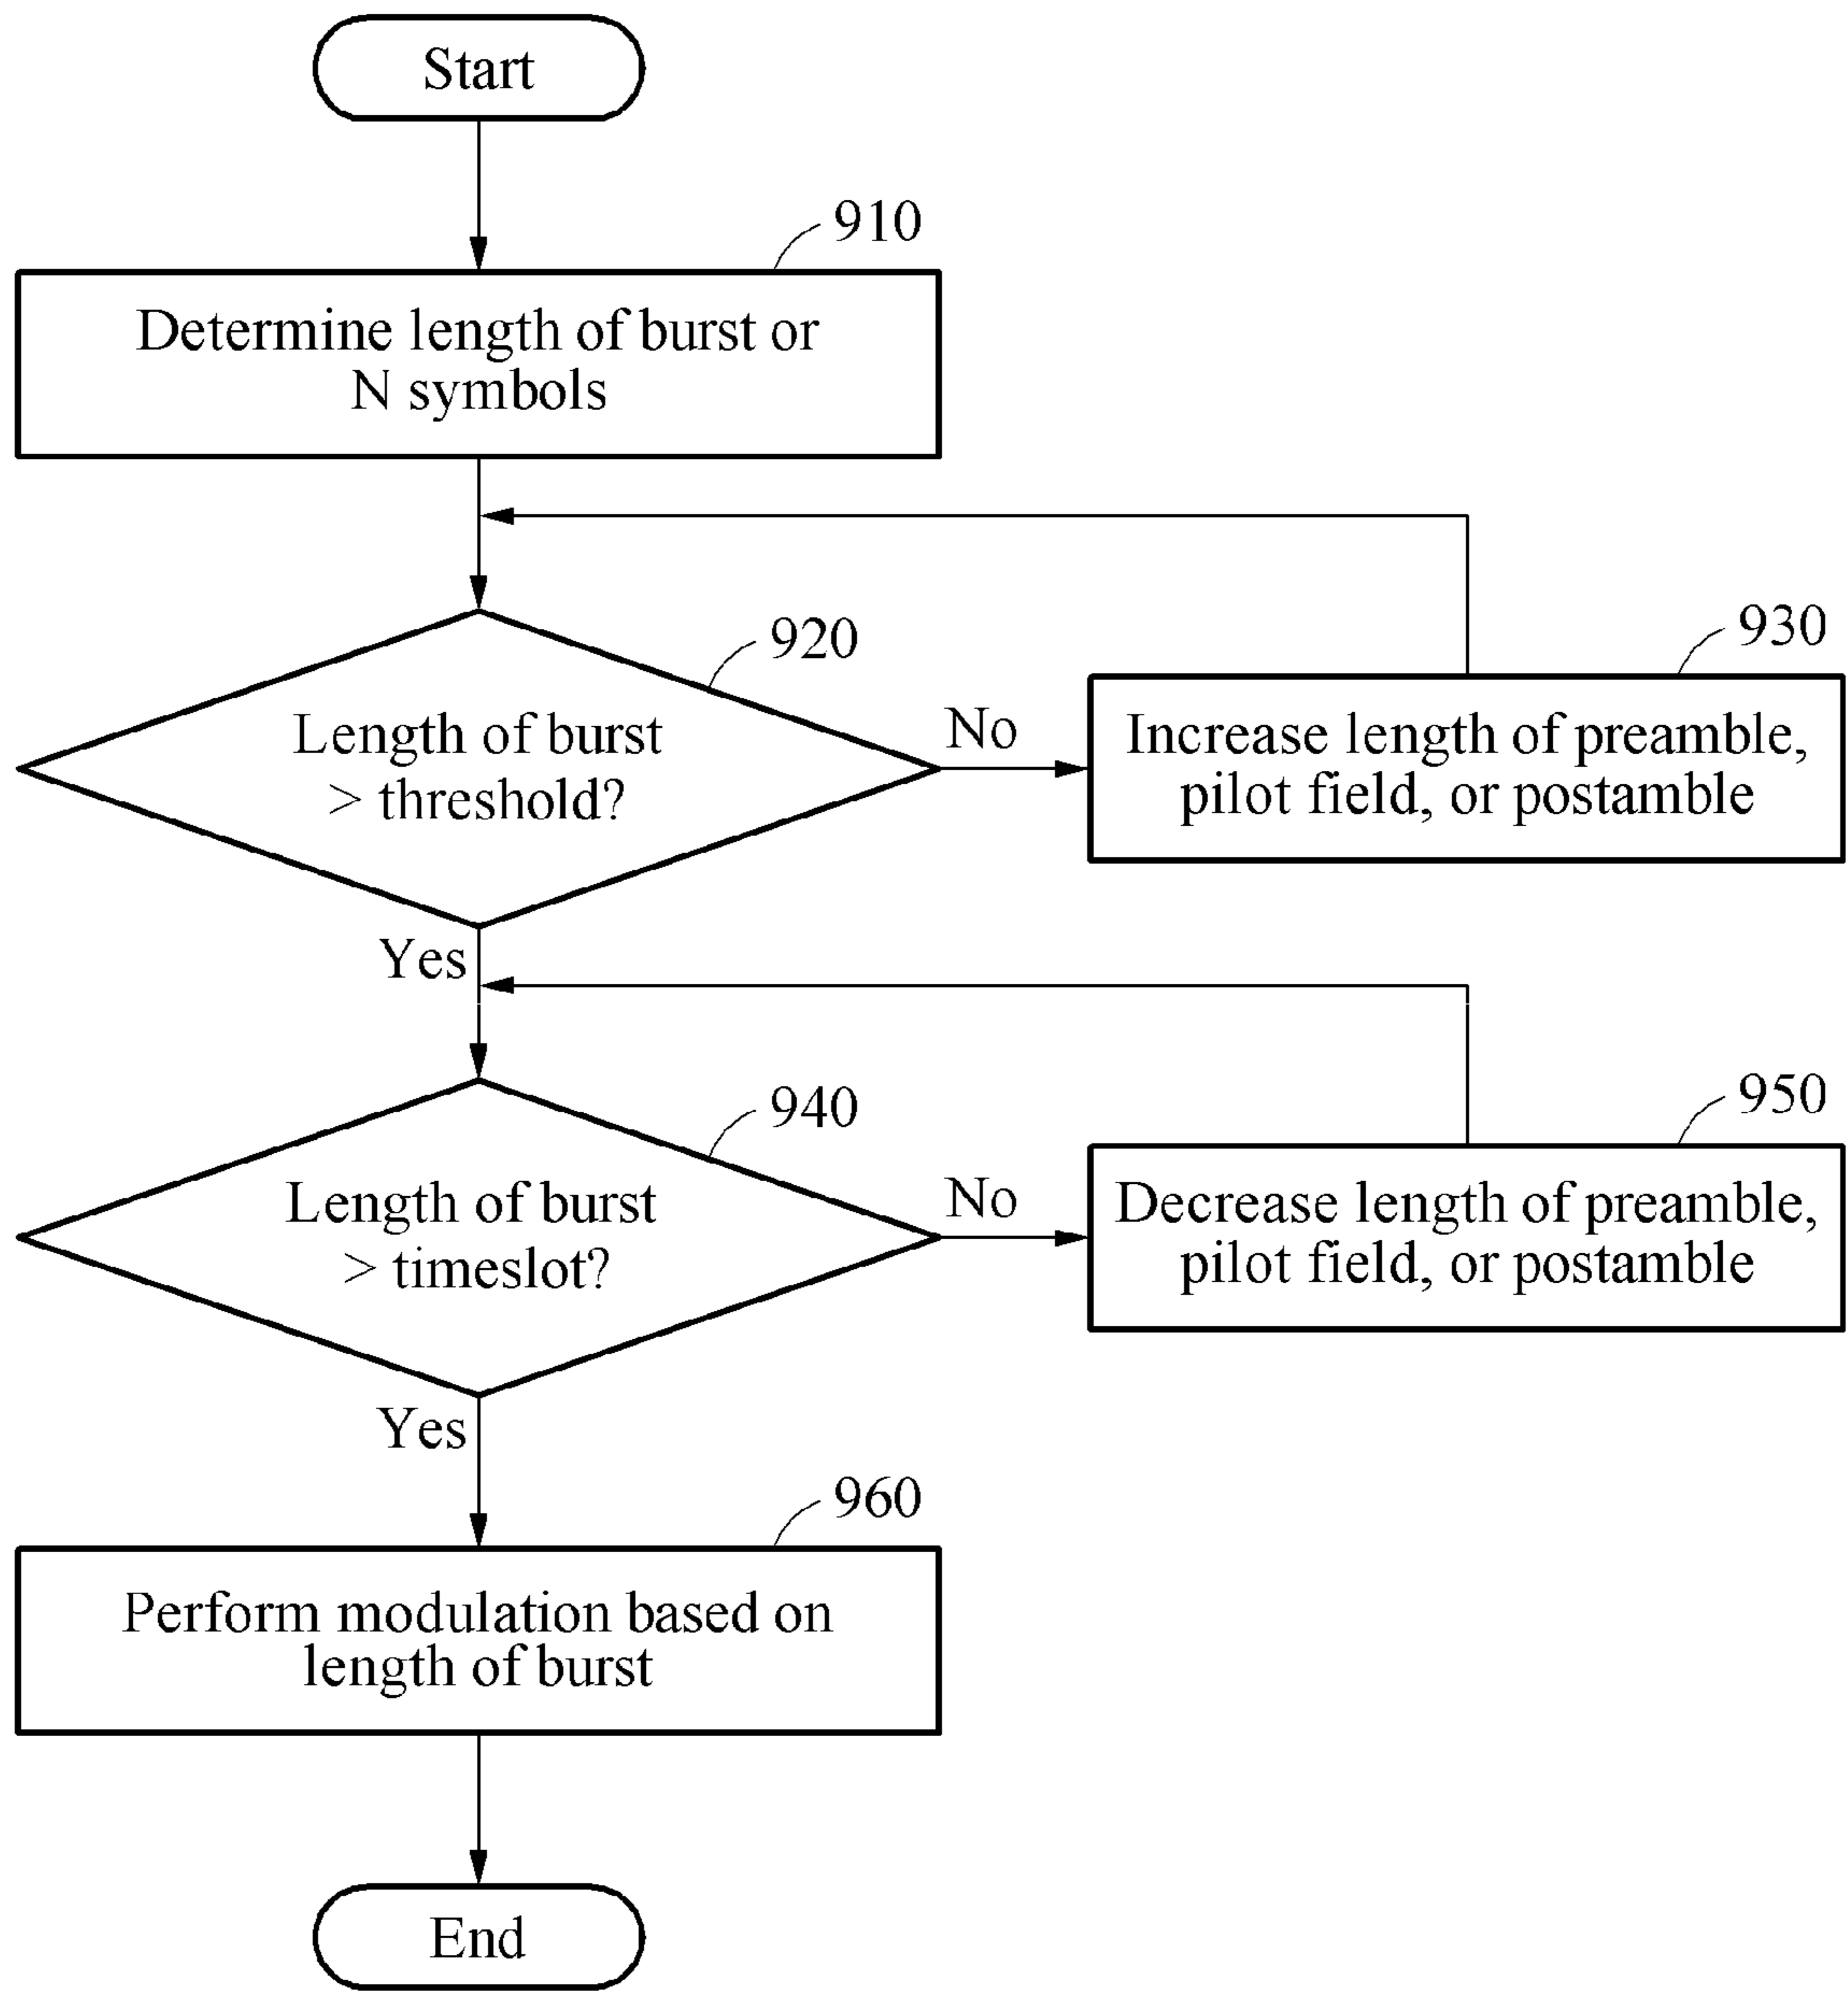 Start
910
Determine length of burst or
N symbols
920
Length of burst
> threshold?
No
930
Increase length of preamble,
pilot field, or postamble
Yes
940
Length of burst
> timeslot?
No
950
Decrease length of preamble,
pilot field, or postamble
Yes
960
Perform modulation based on
length of burst
End